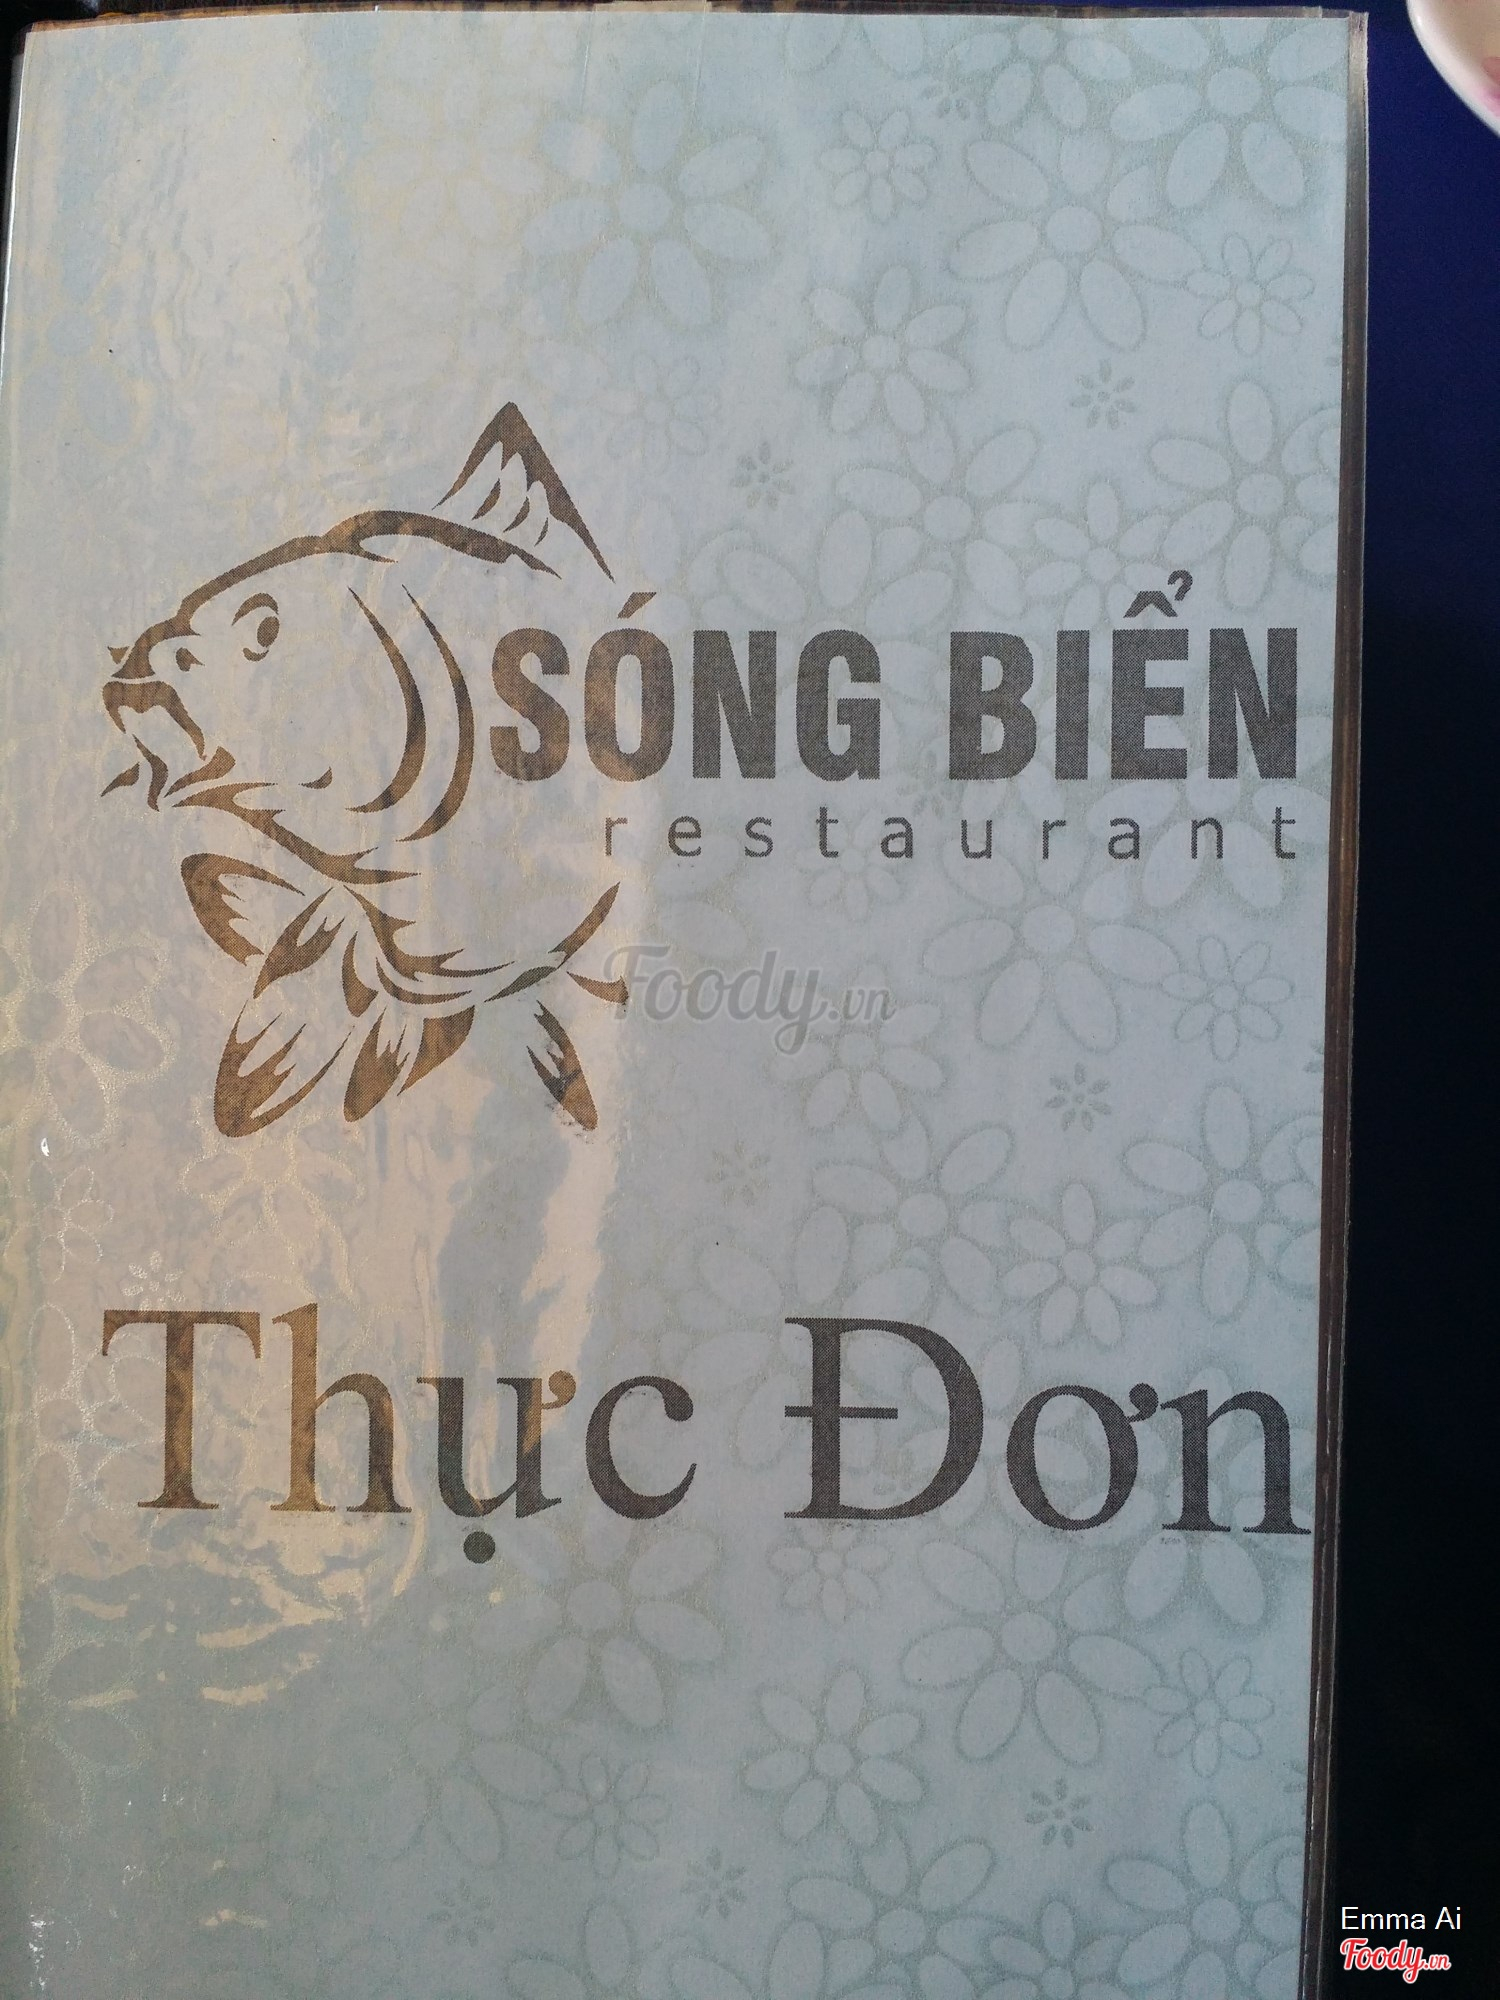 SÓNG BIỂN
restaurant
Foody.vn
Thực Đơn
Emma Ai
Foody.vn